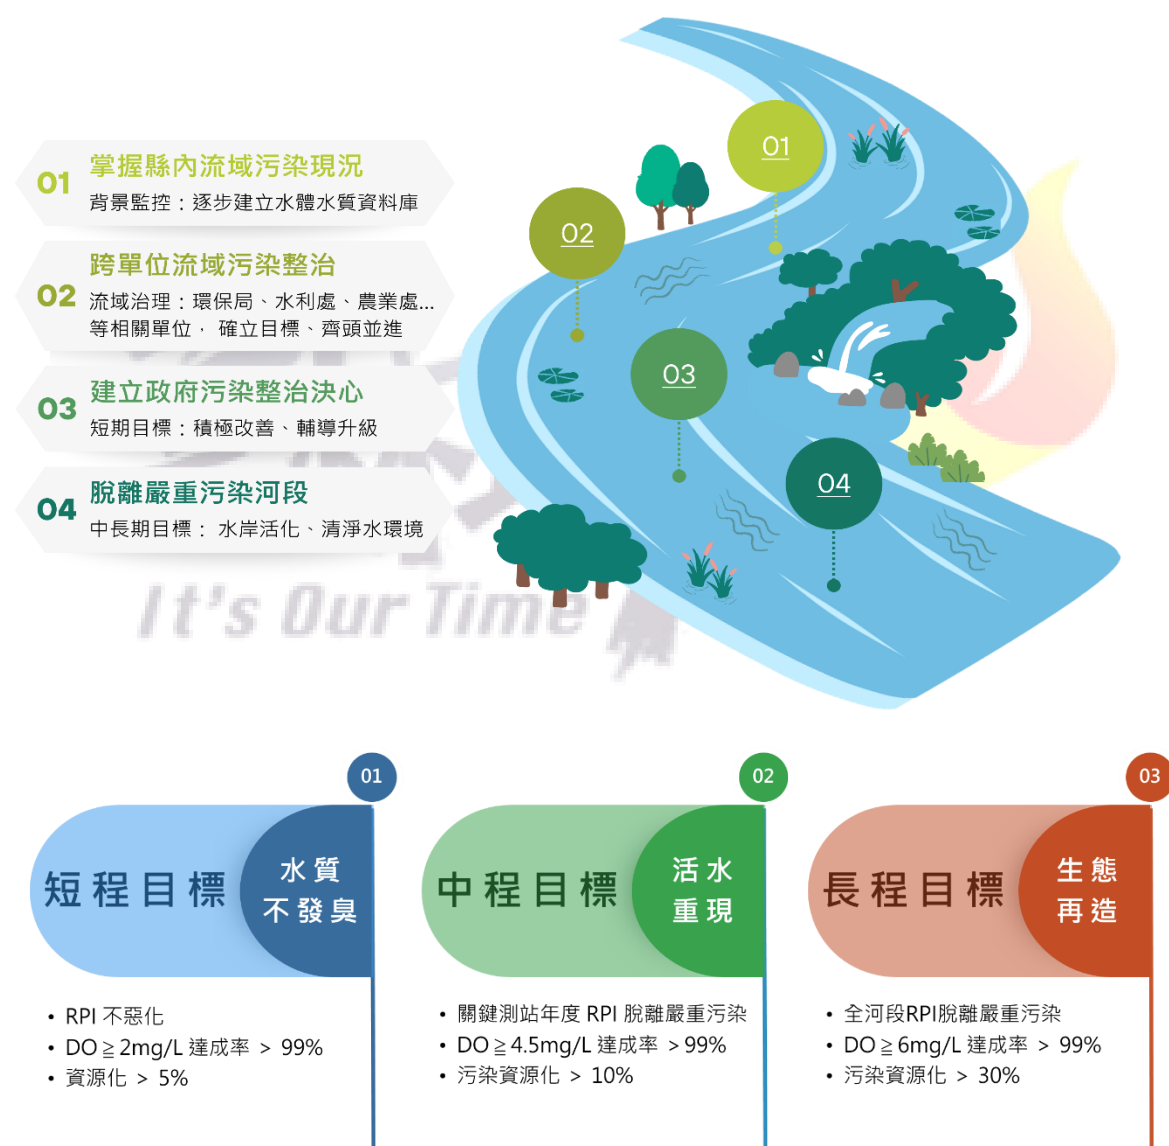 01
掌握縣內流域污染現況
背景監控：逐步建立水體水質資料庫
02
跨單位流域污染整治
流域治理：環保局、水利處、農業處...
等相關單位， 確立目標、齊頭並進
03
建立政府污染整治決心
短期目標：積極改善、輔導升級
04
脫離嚴重污染河段
中長期目標： 水岸活化、清淨水環境
01
02
03
04
It's Our Time
01
短程目標
水質
不發臭
• RPI 不惡化
• DO≧2mg/L 達成率 > 99%
• 資源化 > 5%
02
中程目標
活水
重現
• 關鍵測站年度 RPI 脫離嚴重污染
• DO≧4.5mg/L 達成率 >99%
• 污染資源化 > 10%
03
長程目標
生態
再造
• 全河段RPI脫離嚴重污染
• DO≧6mg/L 達成率 > 99%
• 污染資源化 > 30%